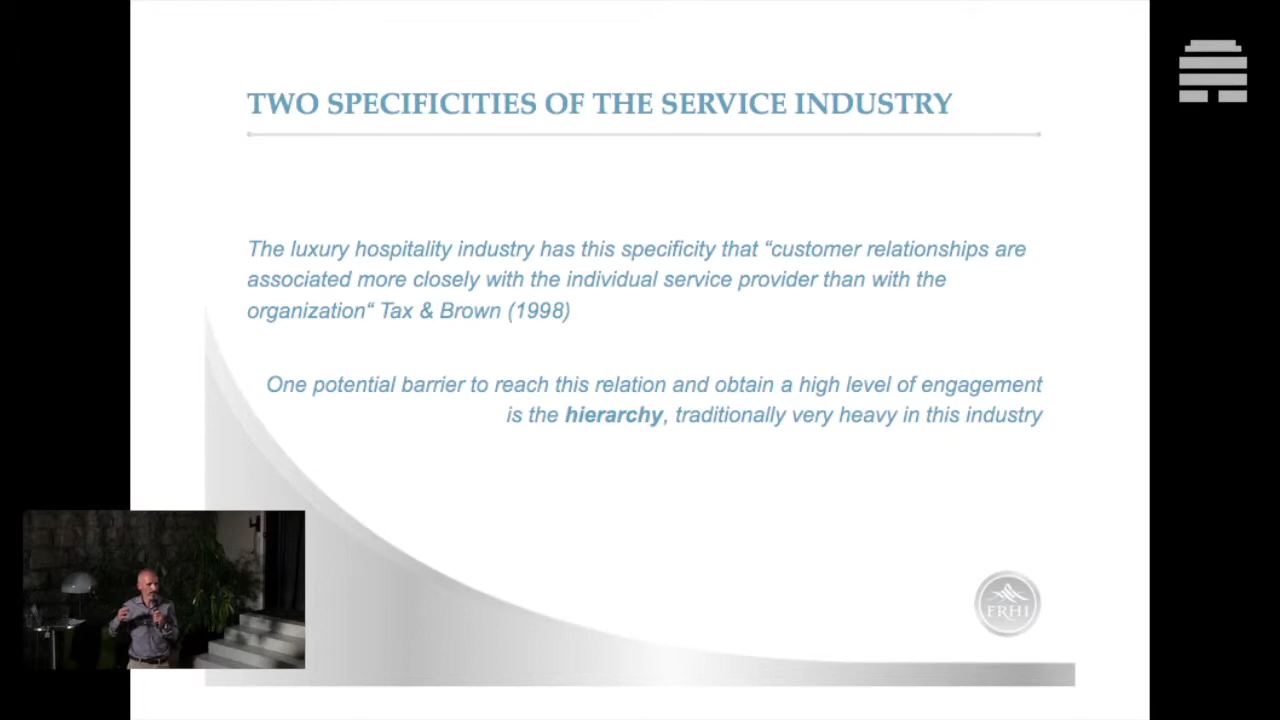 TWO SPECIFICITIES OF THE SERVICE INDUSTRY
The luxury hospitality industry has this specificity that “customer relationships are
associated more closely with the individual service provider than with the
organization“ Tax & Brown (1998)
One potential barrier to reach this relation and obtain a high level of engagement
is the hierarchy, traditionally very heavy in this industry
FRHI